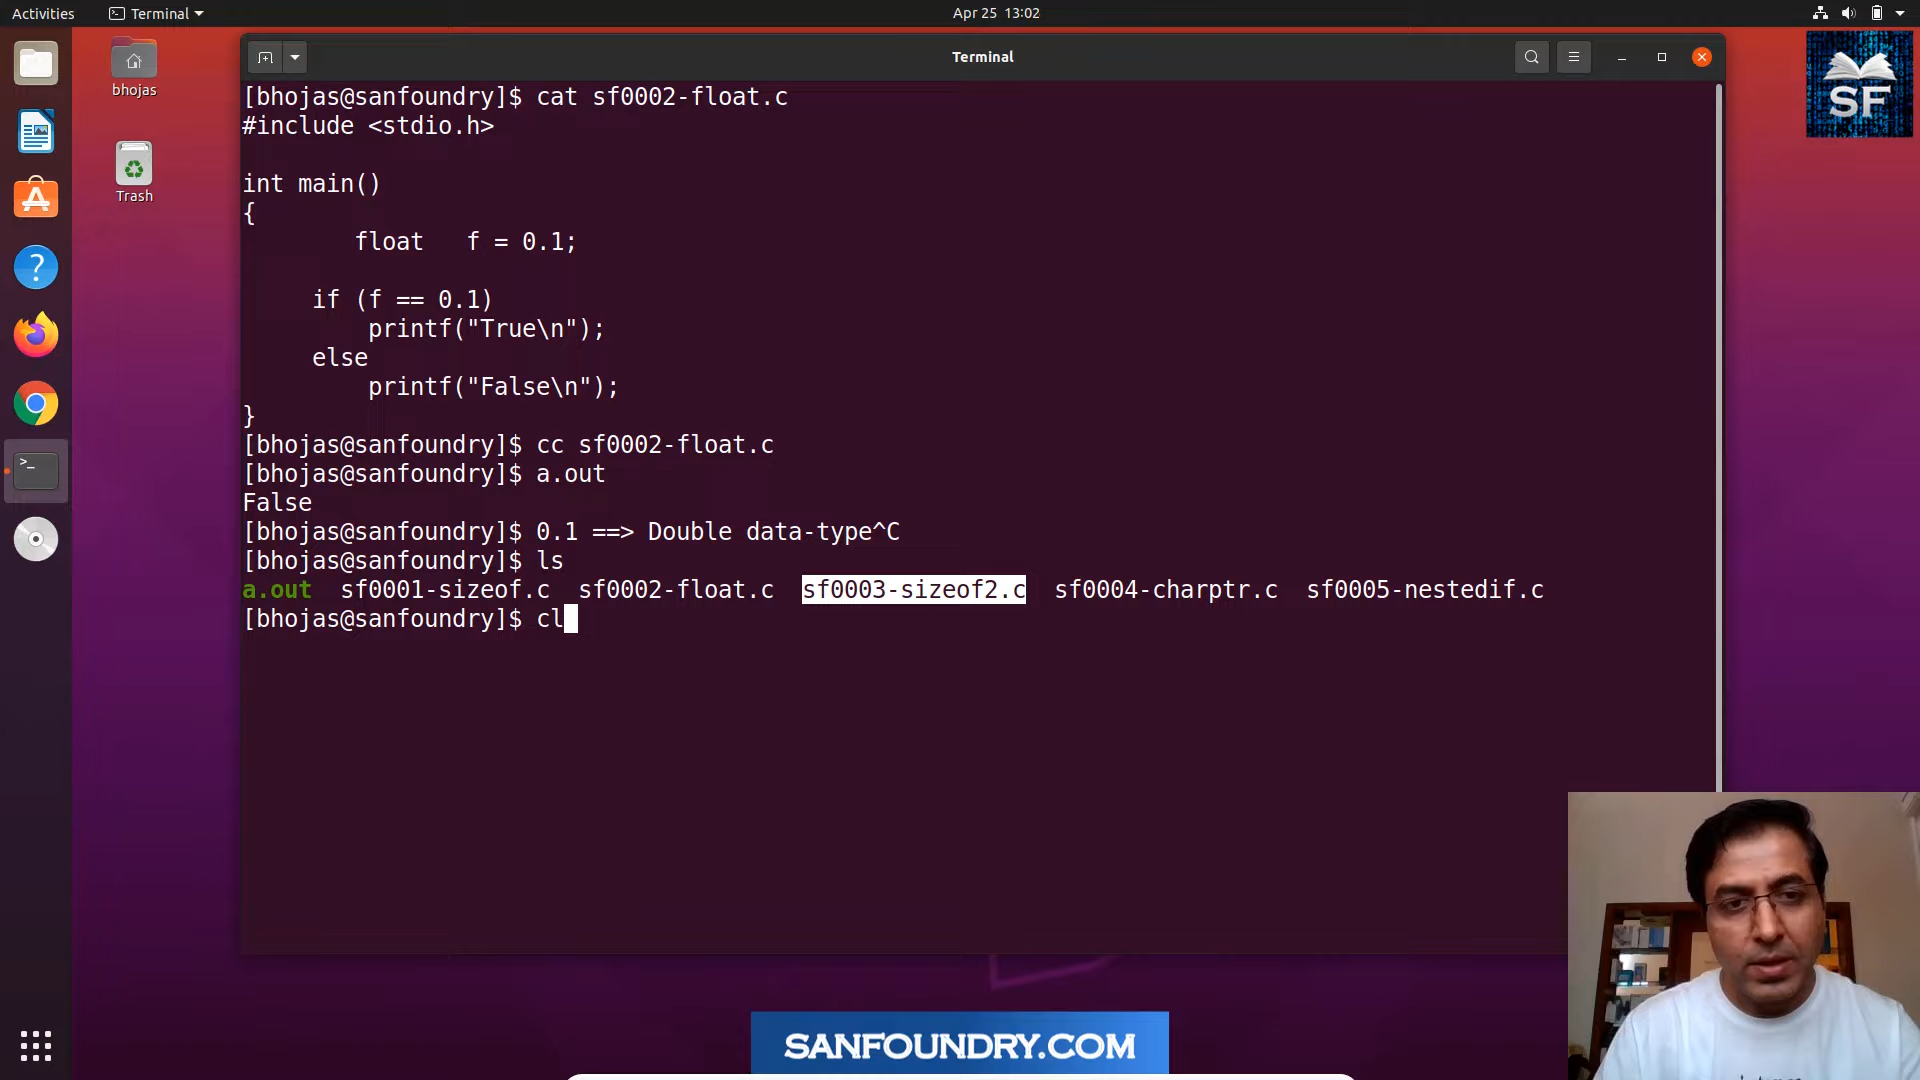 Activities
Terminal
Apr 25 13:02
bhojas
Trash
Terminal
SF
[bhojas@sanfoundry]$ cat sf0002-float.c
#include <stdio.h>
int main()
{
float f = 0.1;
if (f == 0.1)
printf("True\n");
else
printf("False\n");
}
[bhojas@sanfoundry]$ cc sf0002-float.c
[bhojas@sanfoundry]$ a.out
False
[bhojas@sanfoundry]$ 0.1 ==> Double data-type^C
[bhojas@sanfoundry]$ ls
a.out sf0001-sizeof.c sf0002-float.c sf0003-sizeof2.c sf0004-charptr.c sf0005-nestedif.c
[bhojas@sanfoundry]$ cl
SANFOUNDRY.COM